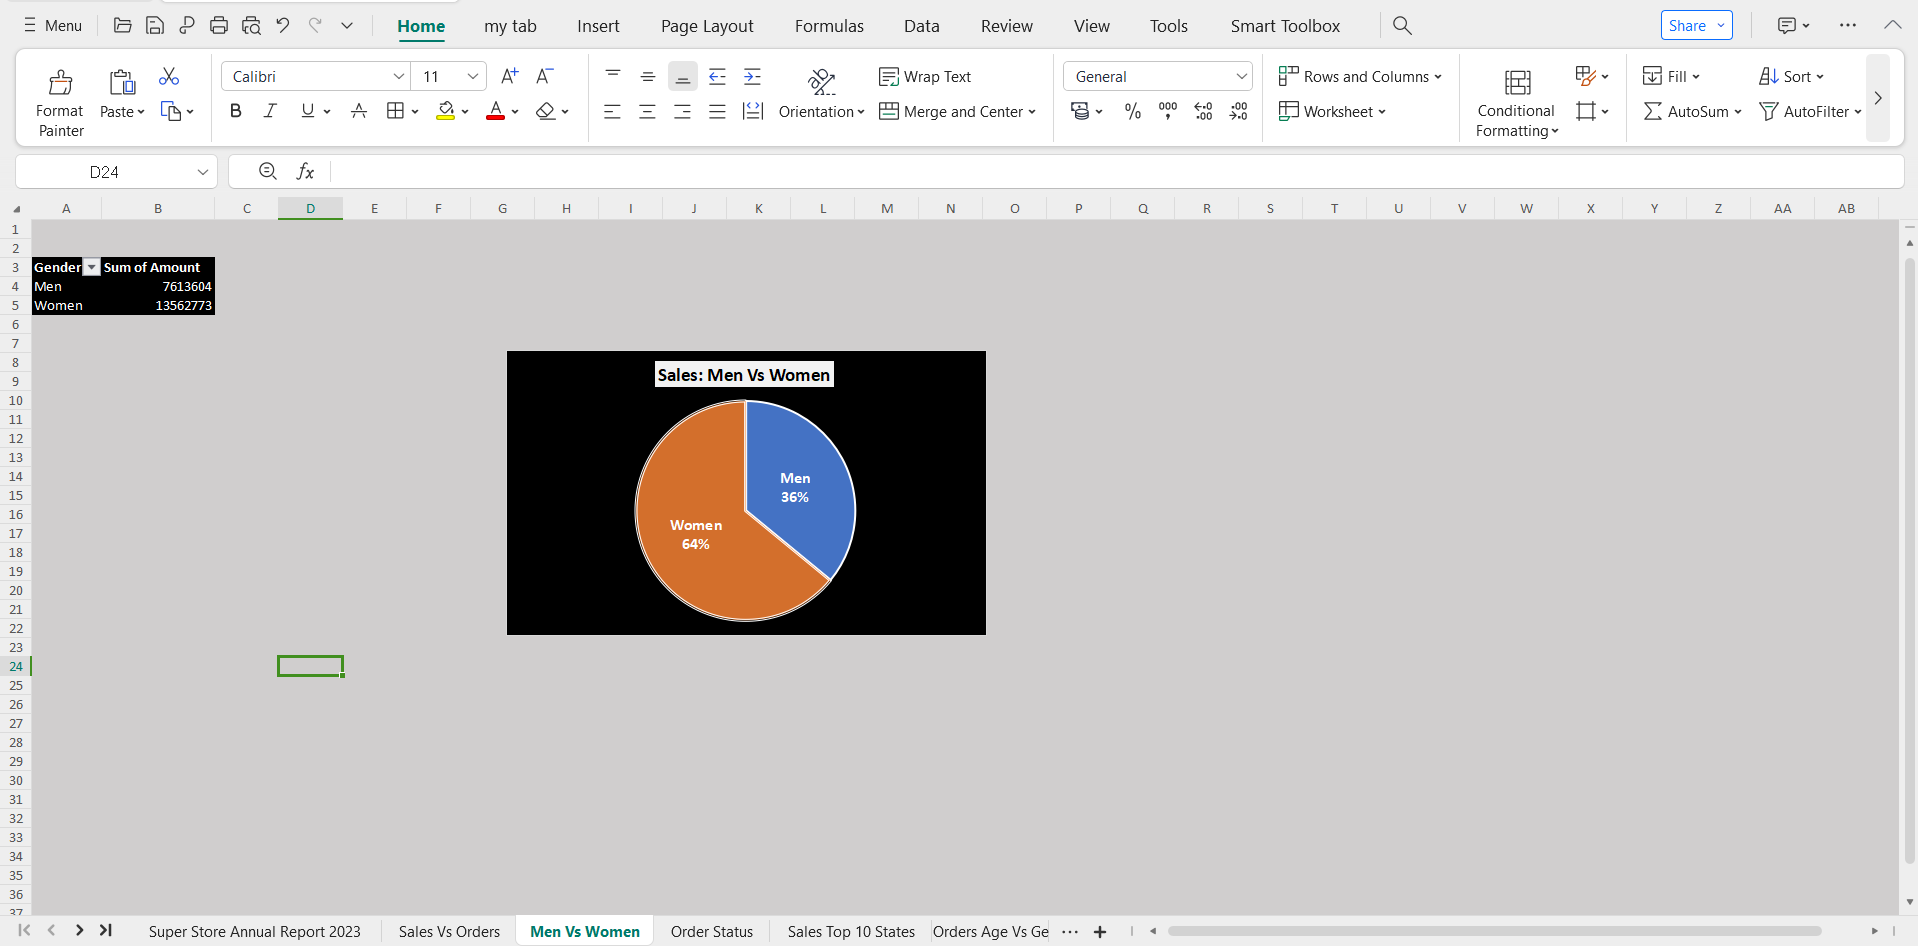 Menu Home my tab Insert Page Layout Formulas Data Review View Tools Smart Toolbox Share
Format Painter Paste Calibri 11 A+ A- Orientation Wrap Text General Rows and Columns Conditional Formatting Fill Sort
B I U A Merge and Center % 000 .00 .00 Worksheet AutoSum AutoFilter
D24 fx
A B C D E F G H I J K L M N O P Q R S T U V W X Y Z AA AB
1
2
3 Gender Sum of Amount
4 Men 7613604
5 Women 13562773
6
7
8
9 Sales: Men Vs Women
10
11
12
13
14 Men
15 36%
16
17 Women
18 64%
19
20
21
22
23
24
25
26
27
28
29
30
31
32
33
34
35
36
37
Super Store Annual Report 2023 Sales Vs Orders Men Vs Women Order Status Sales Top 10 States Orders Age Vs Ge ... +